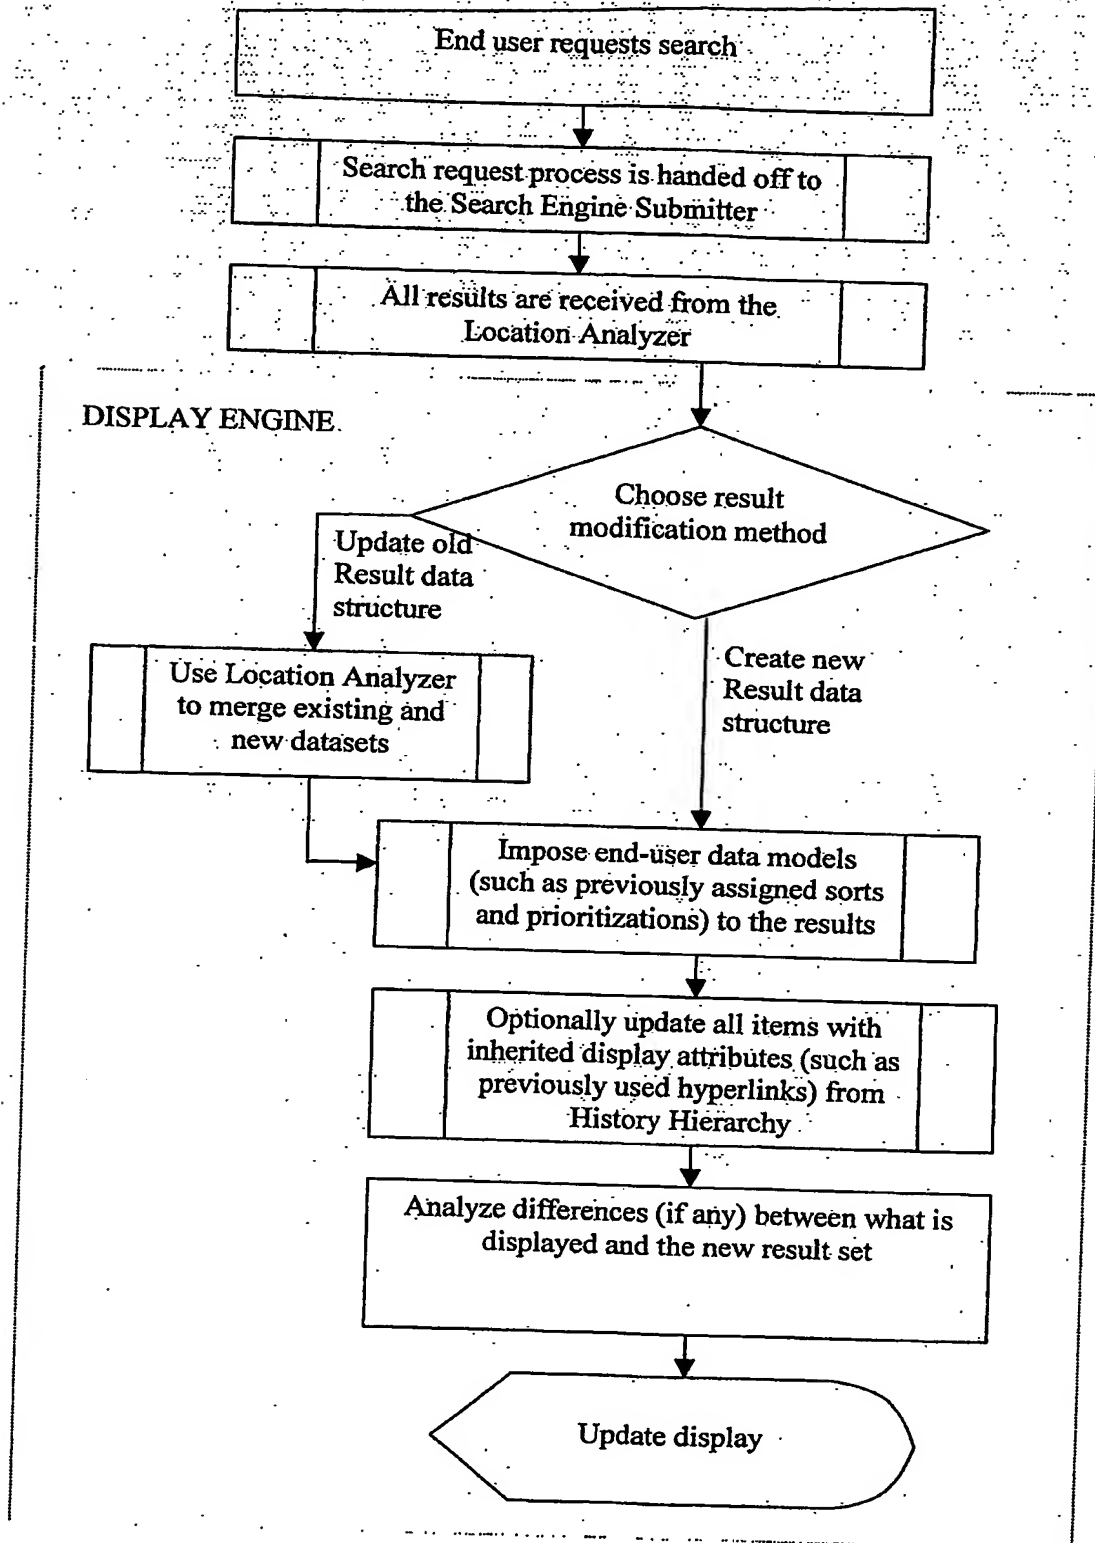 End user requests search
Search request process is handed off to
the Search Engine Submitter
All results are received from the
Location Analyzer
DISPLAY ENGINE
Choose result
modification method
Update old
Result data
structure
Create new
Result data
structure
Use Location Analyzer
to merge existing and
new datasets
Impose end-user data models
(such as previously assigned sorts
and prioritizations) to the results
Optionally update all items with
inherited display attributes (such as
previously used hyperlinks) from
History Hierarchy
Analyze differences (if any) between what is
displayed and the new result set
Update display